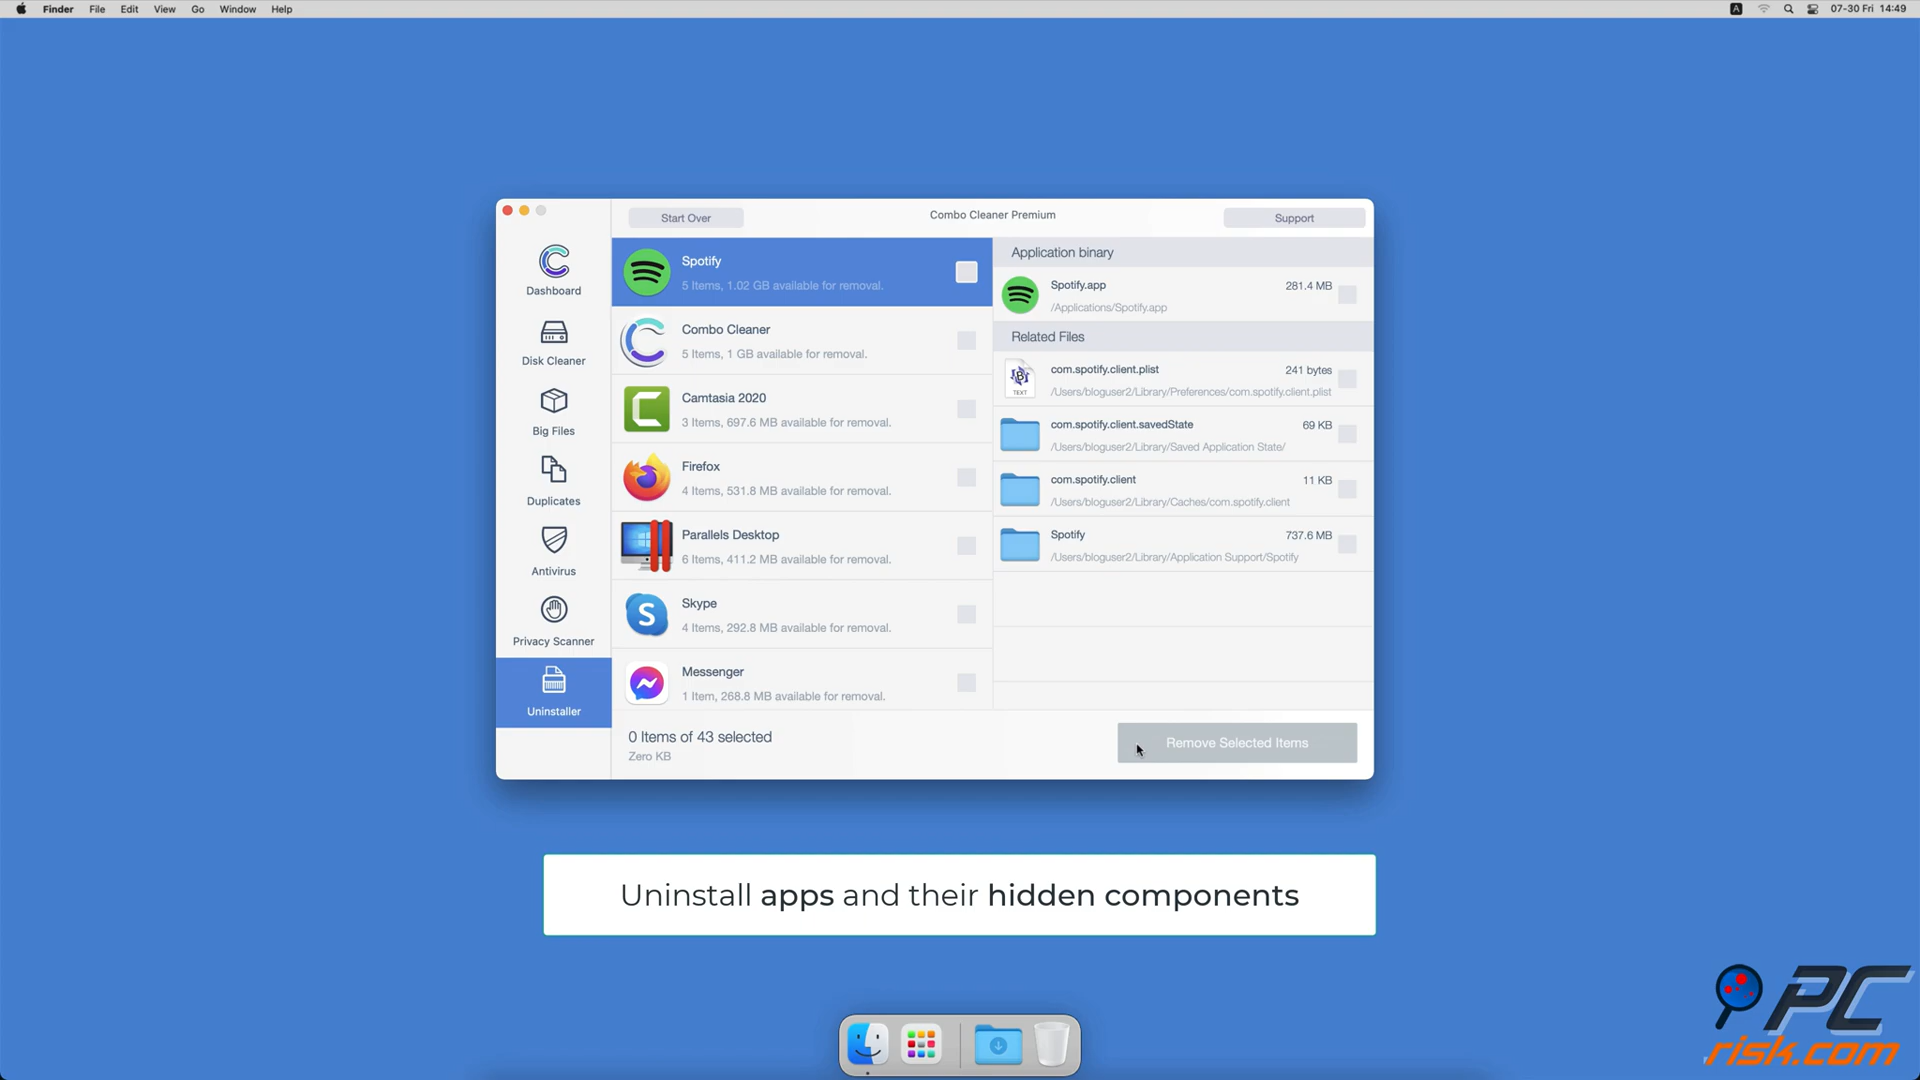 Finder File Edit View Go Window Help
A 07-30 Fri 14:49
Start Over
Combo Cleaner Premium
Support
Dashboard
Disk Cleaner
Big Files
Duplicates
Antivirus
Privacy Scanner
Uninstaller
Spotify
5 Items, 1.02 GB available for removal.
Combo Cleaner
5 Items, 1 GB available for removal.
Camtasia 2020
3 Items, 697.6 MB available for removal.
Firefox
4 Items, 531.8 MB available for removal.
Parallels Desktop
6 Items, 411.2 MB available for removal.
Skype
4 Items, 292.8 MB available for removal.
Messenger
1 Item, 268.8 MB available for removal.
Application binary
Spotify.app 281.4 MB
/Applications/Spotify.app
Related Files
com.spotify.client.plist 241 bytes
/Users/bloguser2/Library/Preferences/com.spotify.client.plist
TEXT
com.spotify.client.savedState 69 KB
/Users/bloguser2/Library/Saved Application State/
com.spotify.client 11 KB
/Users/bloguser2/Library/Caches/com.spotify.client
Spotify 737.6 MB
/Users/bloguser2/Library/Application Support/Spotify
0 Items of 43 selected
Zero KB
Remove Selected Items
Uninstall apps and their hidden components
PC
risk.com